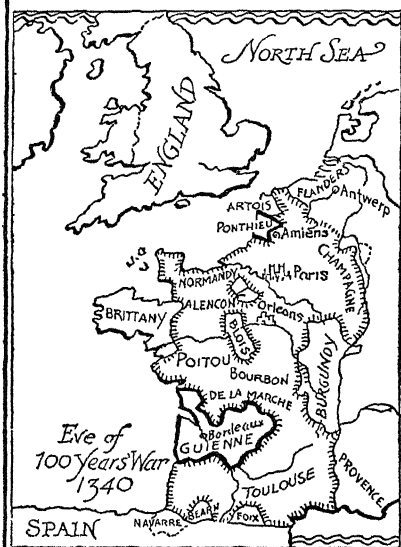 NORTH SEA
ENGLAND
FLANDERS
Antwerp
ARTOIS
PONTHIEU
Amiens
CHAMPAGNE
NORMANDY
Paris
ALENCON
Orleans
BRITTANY
BLOIS
POITOU
BOURBON
BURGUNDY
DE LA MARCHE
Bordeaux
GUIENNE
Eve of
100 YEARS' WAR
1340
TOULOUSE
PROVENCE
SPAIN
NAVARRE
BEARNE
FOIX